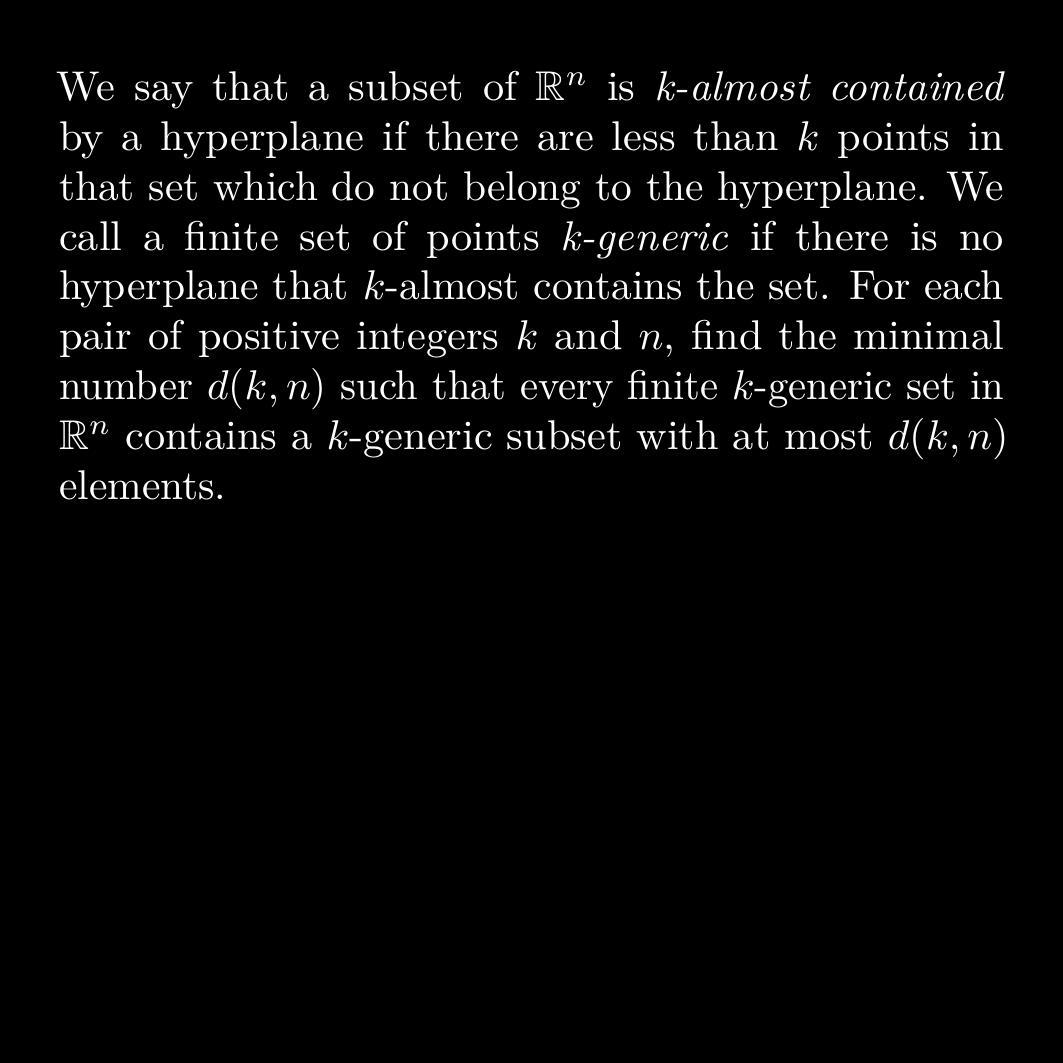 We say that a subset of ℝⁿ is k-almost contained
by a hyperplane if there are less than k points in
that set which do not belong to the hyperplane. We
call a finite set of points k-generic if there is no
hyperplane that k-almost contains the set. For each
pair of positive integers k and n, find the minimal
number d(k, n) such that every finite k-generic set in
ℝⁿ contains a k-generic subset with at most d(k, n)
elements.